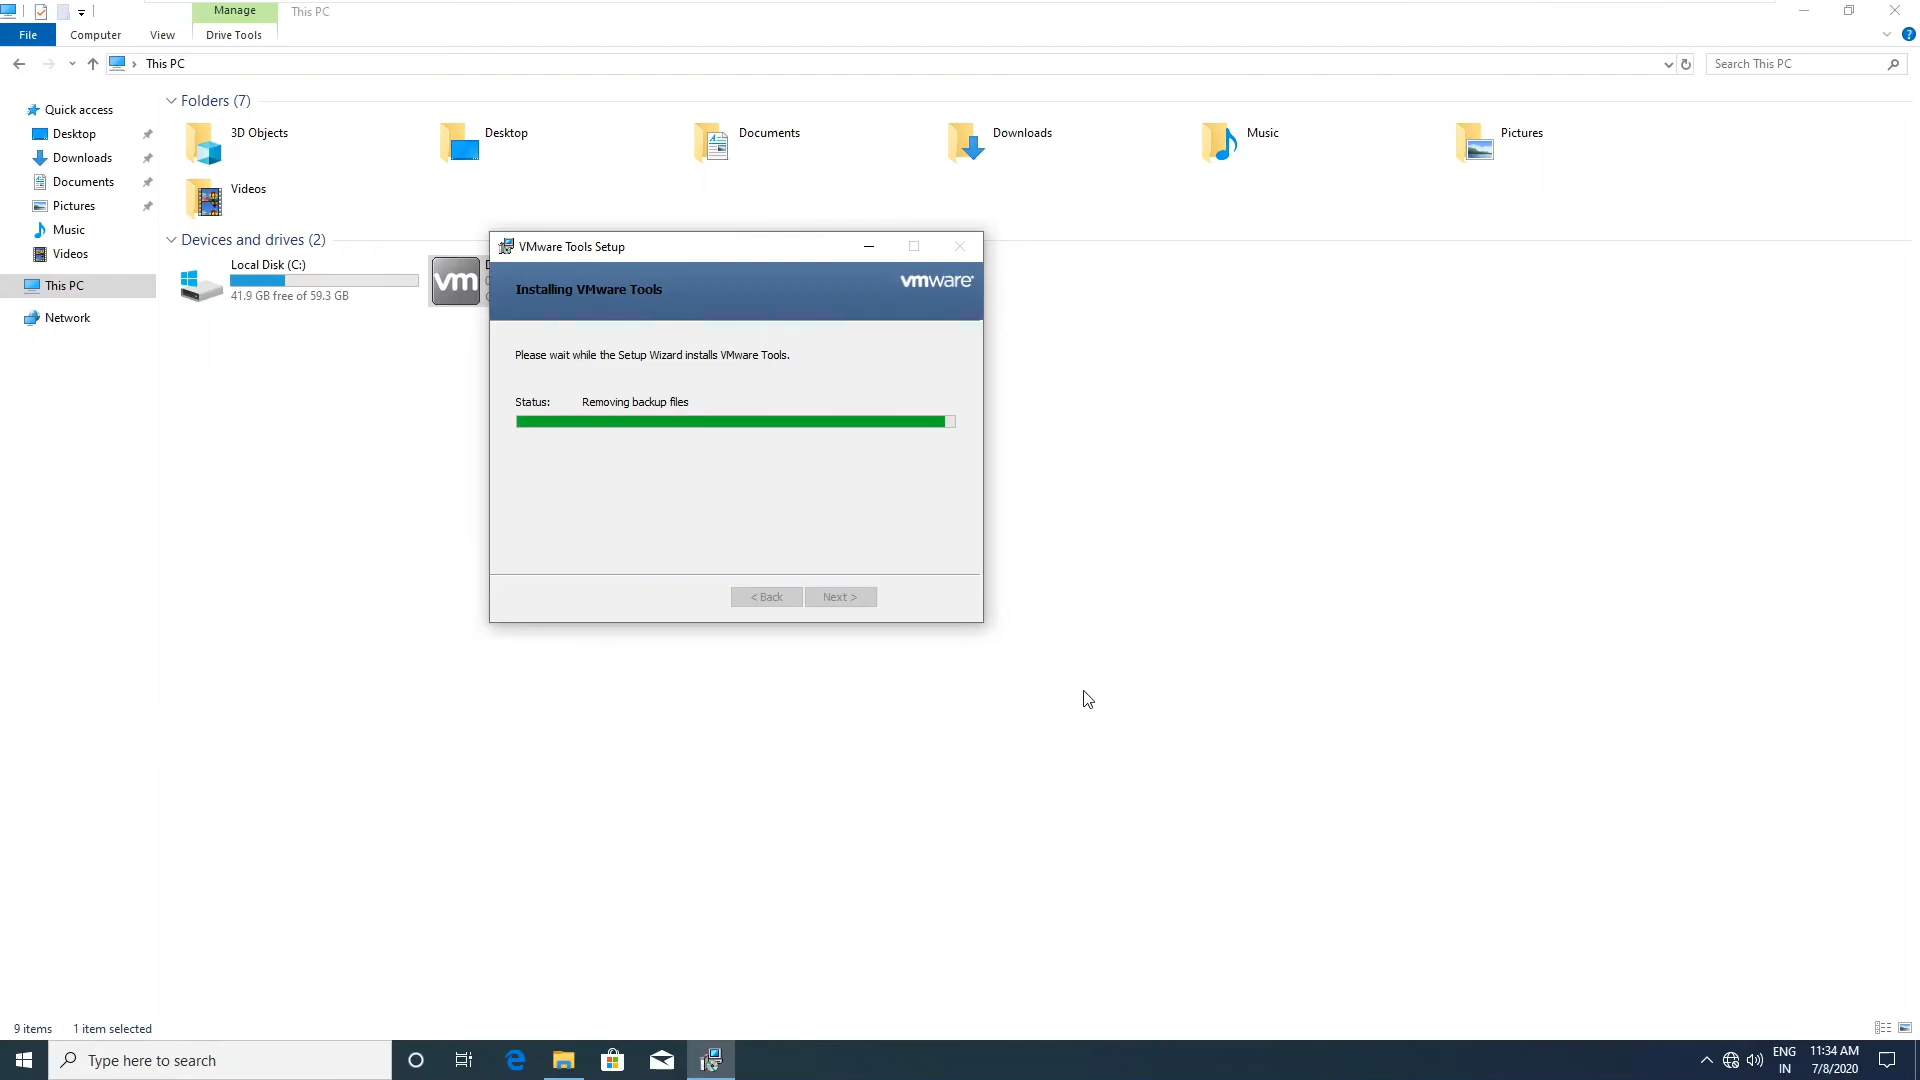 Manage
This PC
File
Computer
View
Drive Tools
This PC
Search This PC
Quick access
Desktop
Downloads
Documents
Pictures
Music
Videos
This PC
Network
Folders (7)
3D Objects
Desktop
Documents
Downloads
Music
Pictures
Videos
Devices and drives (2)
Local Disk (C:)
41.9 GB free of 59.3 GB
vm
VMware Tools Setup
Installing VMware Tools
vmware
Please wait while the Setup Wizard installs VMware Tools.
Status: Removing backup files
< Back
Next >
9 items 1 item selected
Type here to search
ENG
IN
11:34 AM
7/8/2020